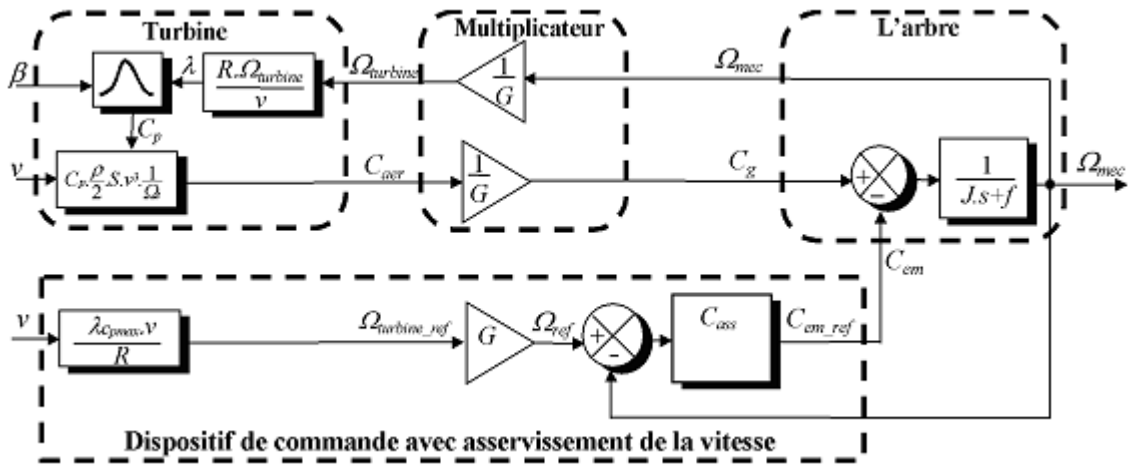 Turbine
Multiplicateur
L'arbre
β
λ
R.Ωturbine
v
Ωturbine
1
G
Ωmec
Cp
v
Cp.ρ/2.S.v³.1/Ω
Caer
1
G
Cg
+
-
1
J.s+f
Ωmec
Cem
v
λcpmax.v
R
Ωturbine_ref
G
Ωref
+
-
Cass
Cem_ref
Dispositif de commande avec asservissement de la vitesse